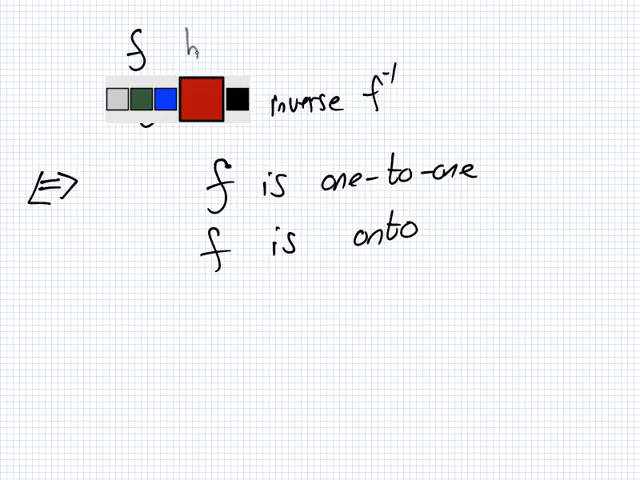 f h
inverse f⁻¹
⇔ f is one-to-one
f is onto